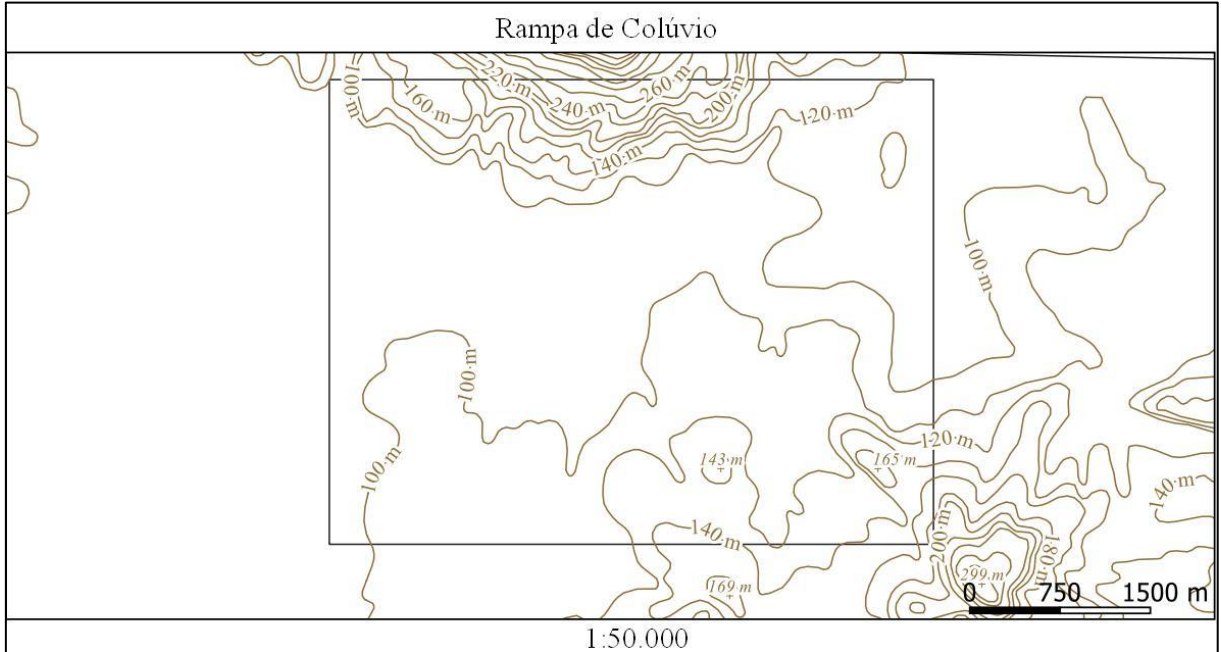 Rampa de Colúvio
100 m
160 m
220 m
240 m
260 m
200 m
120 m
140 m
100 m
100 m
100 m
143 m
165 m
120 m
140 m
140 m
200 m
180 m
169 m
299 m
0 750 1500 m
1:50.000